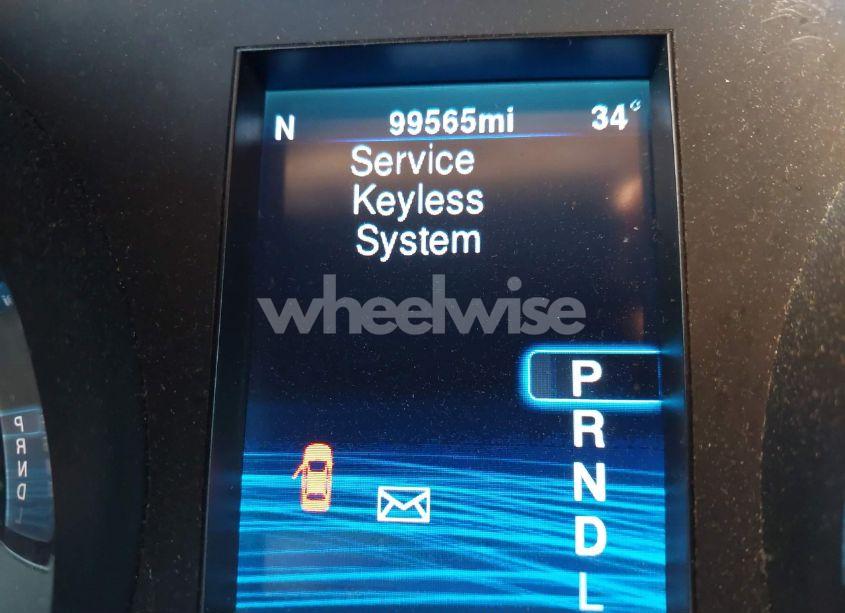 N 99565mi 34°
Service
Keyless
System
wheelwise
P
R
N
D
L
P
R
N
D
L